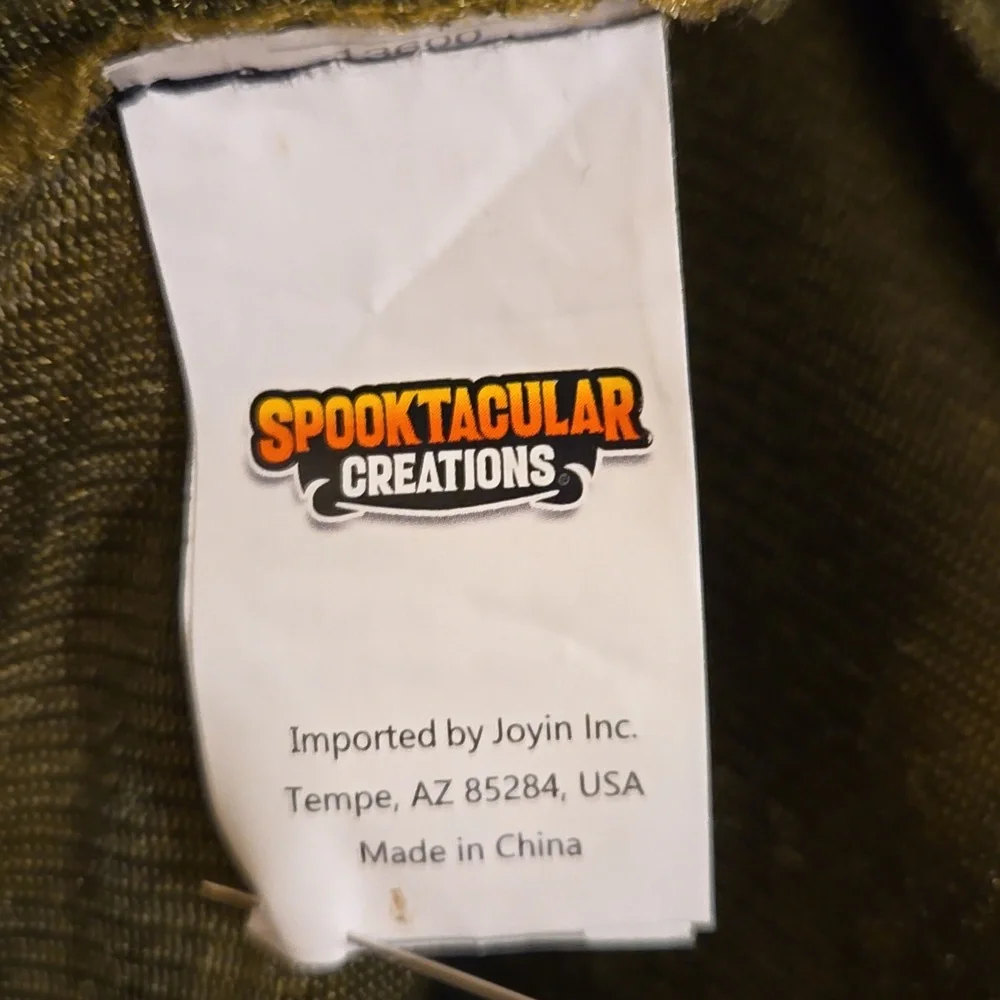 SPOOKTACULAR
CREATIONS
Imported by Joyin Inc.
Tempe, AZ 85284, USA
Made in China